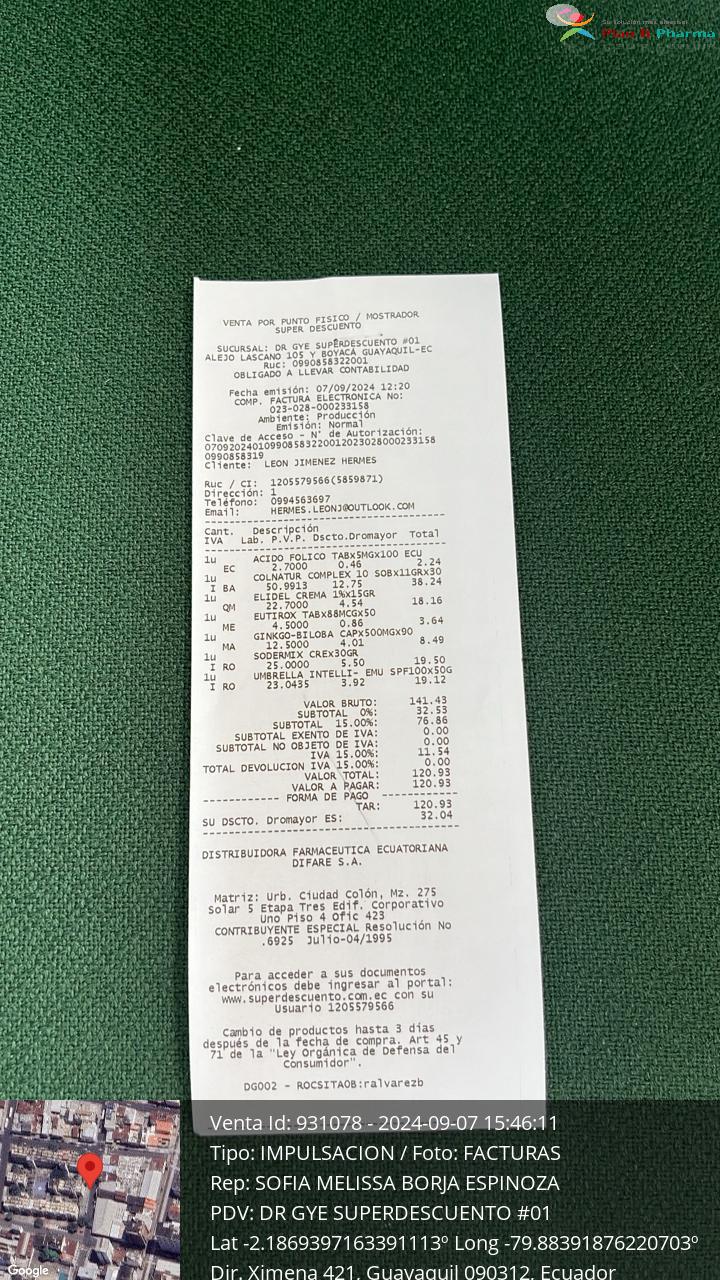 Tu solución más amigable!
Plan B Pharma
VENTA POR PUNTO FISICO / MOSTRADOR
SUPER DESCUENTO
SUCURSAL: DR GYE SUPERDESCUENTO #01
ALEJO LASCANO 105 Y BOYACA GUAYAQUIL-EC
Ruc: 0990858322001
OBLIGADO A LLEVAR CONTABILIDAD
Fecha emisión: 07/09/2024 12:20
COMP. FACTURA ELECTRONICA No:
023-028-000233158
Ambiente: Producción
Emisión: Normal
Clave de Acceso - N° de Autorización:
070920240109908583220012023028000233158
0990858319
Cliente: LEON JIMENEZ HERMES
Ruc / CI: 1205579566(5859871)
Dirección: 1
Teléfono: 0994563697
Email: HERMES.LEONJ@OUTLOOK.COM
Cant. Descripción
IVA Lab. P.V.P. Dscto.Dromayor Total
1u ACIDO FOLICO TABx5MGx100 ECU
EC 2.7000 0.46 2.24
1u COLNATUR COMPLEX 10 SOBx11GRx30
I BA 50.9913 12.75 38.24
1u ELIDEL CREMA 1%x15GR
QM 22.7000 4.54 18.16
1u EUTIROX TABx88MCGx50
ME 4.5000 0.86 3.64
1u GINKGO-BILOBA CAPx500MGx90
MA 12.5000 4.01 8.49
1u SODERMIX CREx30GR
I RO 25.0000 5.50 19.50
1u UMBRELLA INTELLI- EMU SPF100x50G
I RO 23.0435 3.92 19.12
VALOR BRUTO: 141.43
SUBTOTAL 0%: 32.53
SUBTOTAL 15.00%: 76.86
SUBTOTAL EXENTO DE IVA: 0.00
SUBTOTAL NO OBJETO DE IVA: 0.00
IVA 15.00%: 11.54
TOTAL DEVOLUCION IVA 15.00%: 0.00
VALOR TOTAL: 120.93
VALOR A PAGAR: 120.93
------------ FORMA DE PAGO ------------
TAR: 120.93
SU DSCTO. Dromayor ES: 32.04
DISTRIBUIDORA FARMACEUTICA ECUATORIANA
DIFARE S.A.
Matriz: Urb. Ciudad Colón, Mz. 275
Solar 5 Etapa Tres Edif. Corporativo
Uno Piso 4 Ofic 423
CONTRIBUYENTE ESPECIAL Resolución No
.6925 Julio-04/1995
Para acceder a sus documentos
electrónicos debe ingresar al portal:
www.superdescuento.com.ec con su
Usuario 1205579566
Cambio de productos hasta 3 días
después de la fecha de compra. Art 45 y
71 de la "Ley Orgánica de Defensa del
Consumidor".
DG002 - ROCSITAOB:ralvarezb
Venta Id: 931078 - 2024-09-07 15:46:11
Tipo: IMPULSACION / Foto: FACTURAS
Rep: SOFIA MELISSA BORJA ESPINOZA
PDV: DR GYE SUPERDESCUENTO #01
Lat -2.1869397163391113° Long -79.88391876220703°
Dir. Ximena 421, Guayaquil 090312, Ecuador
Google